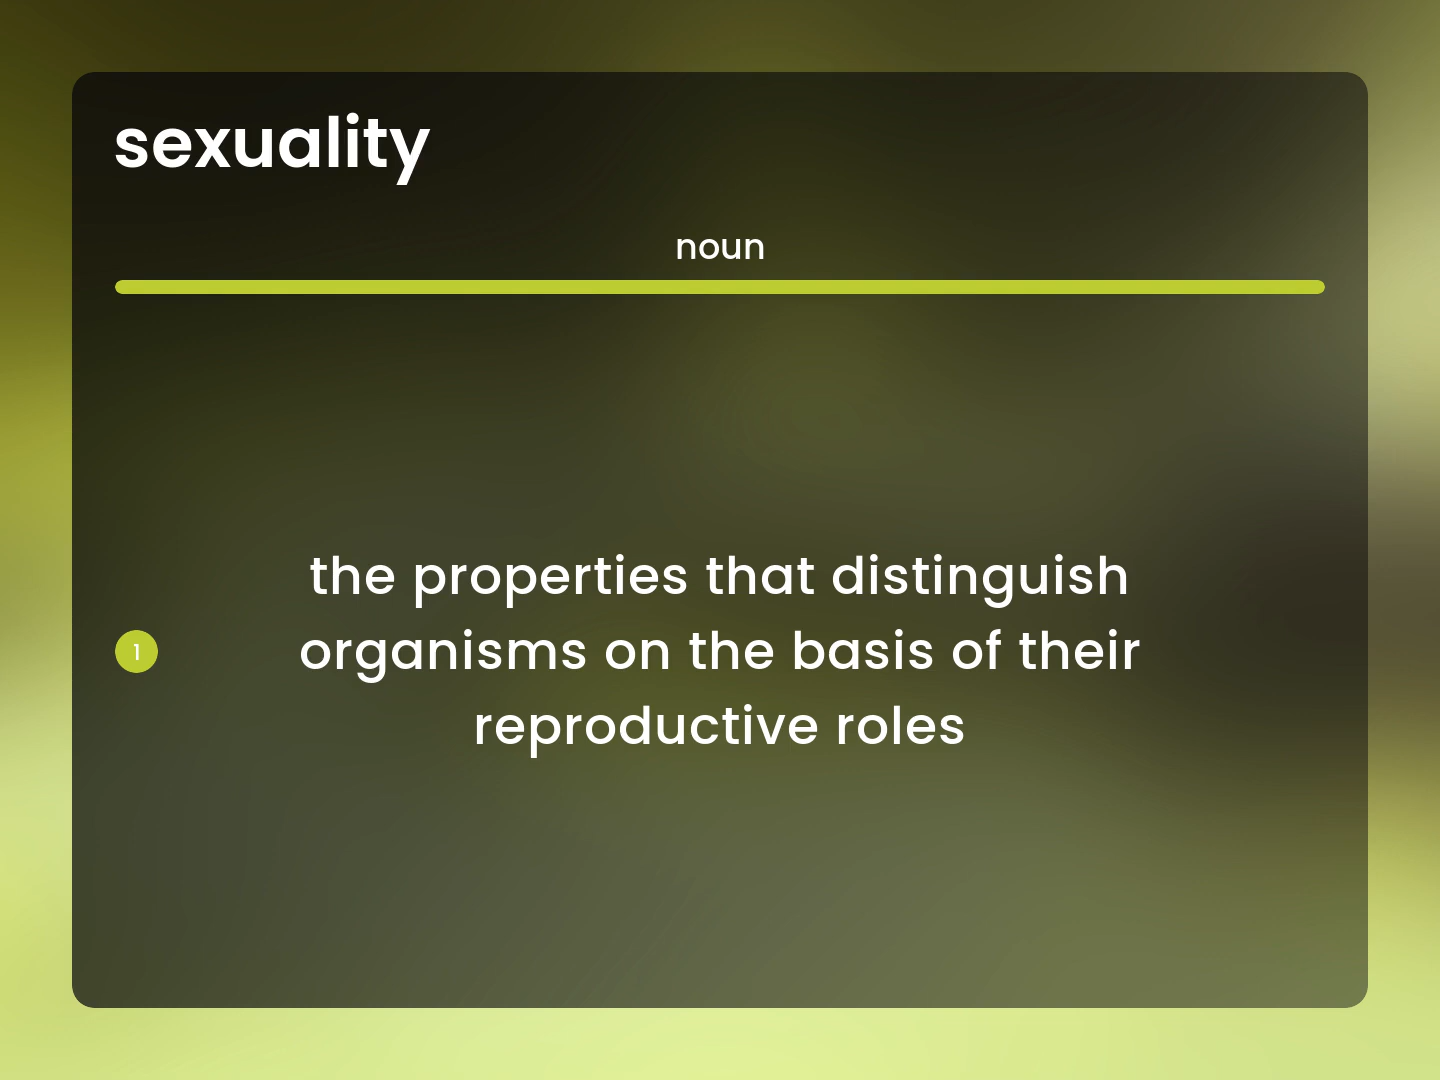 sexuality
noun
1
the properties that distinguish
organisms on the basis of their
reproductive roles